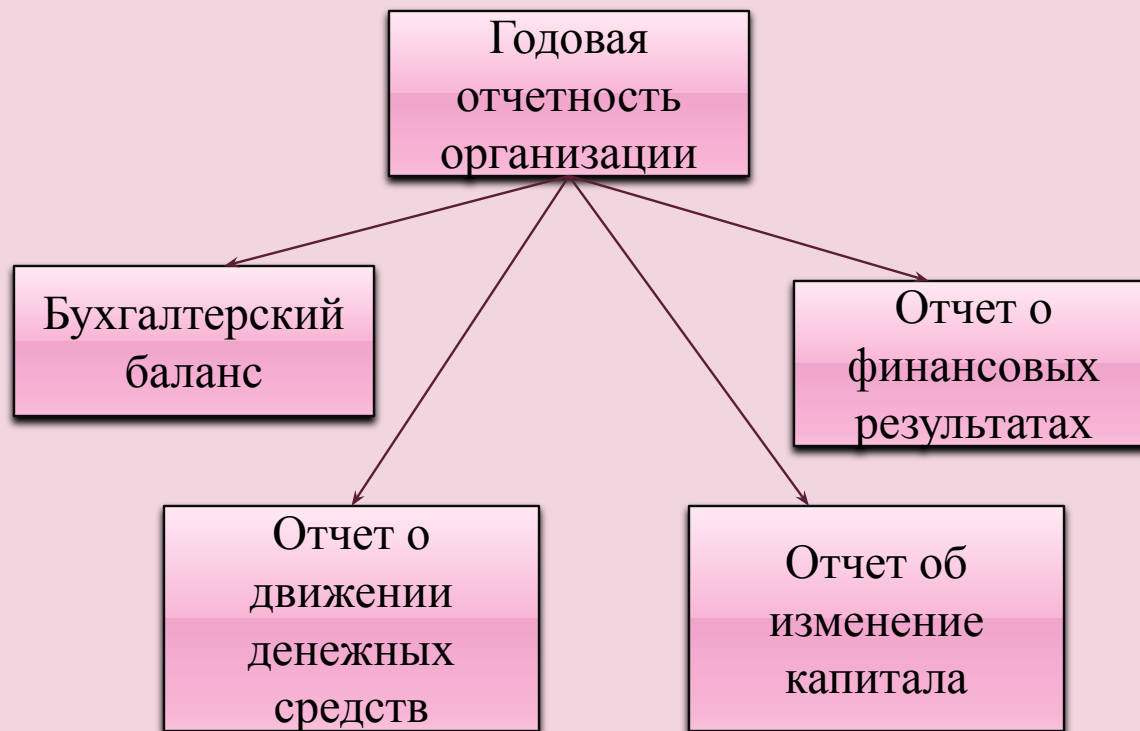 Годовая
отчетность
организации
Бухгалтерский
баланс
Отчет о
финансовых
результатах
Отчет о
движении
денежных
средств
Отчет об
изменение
капитала